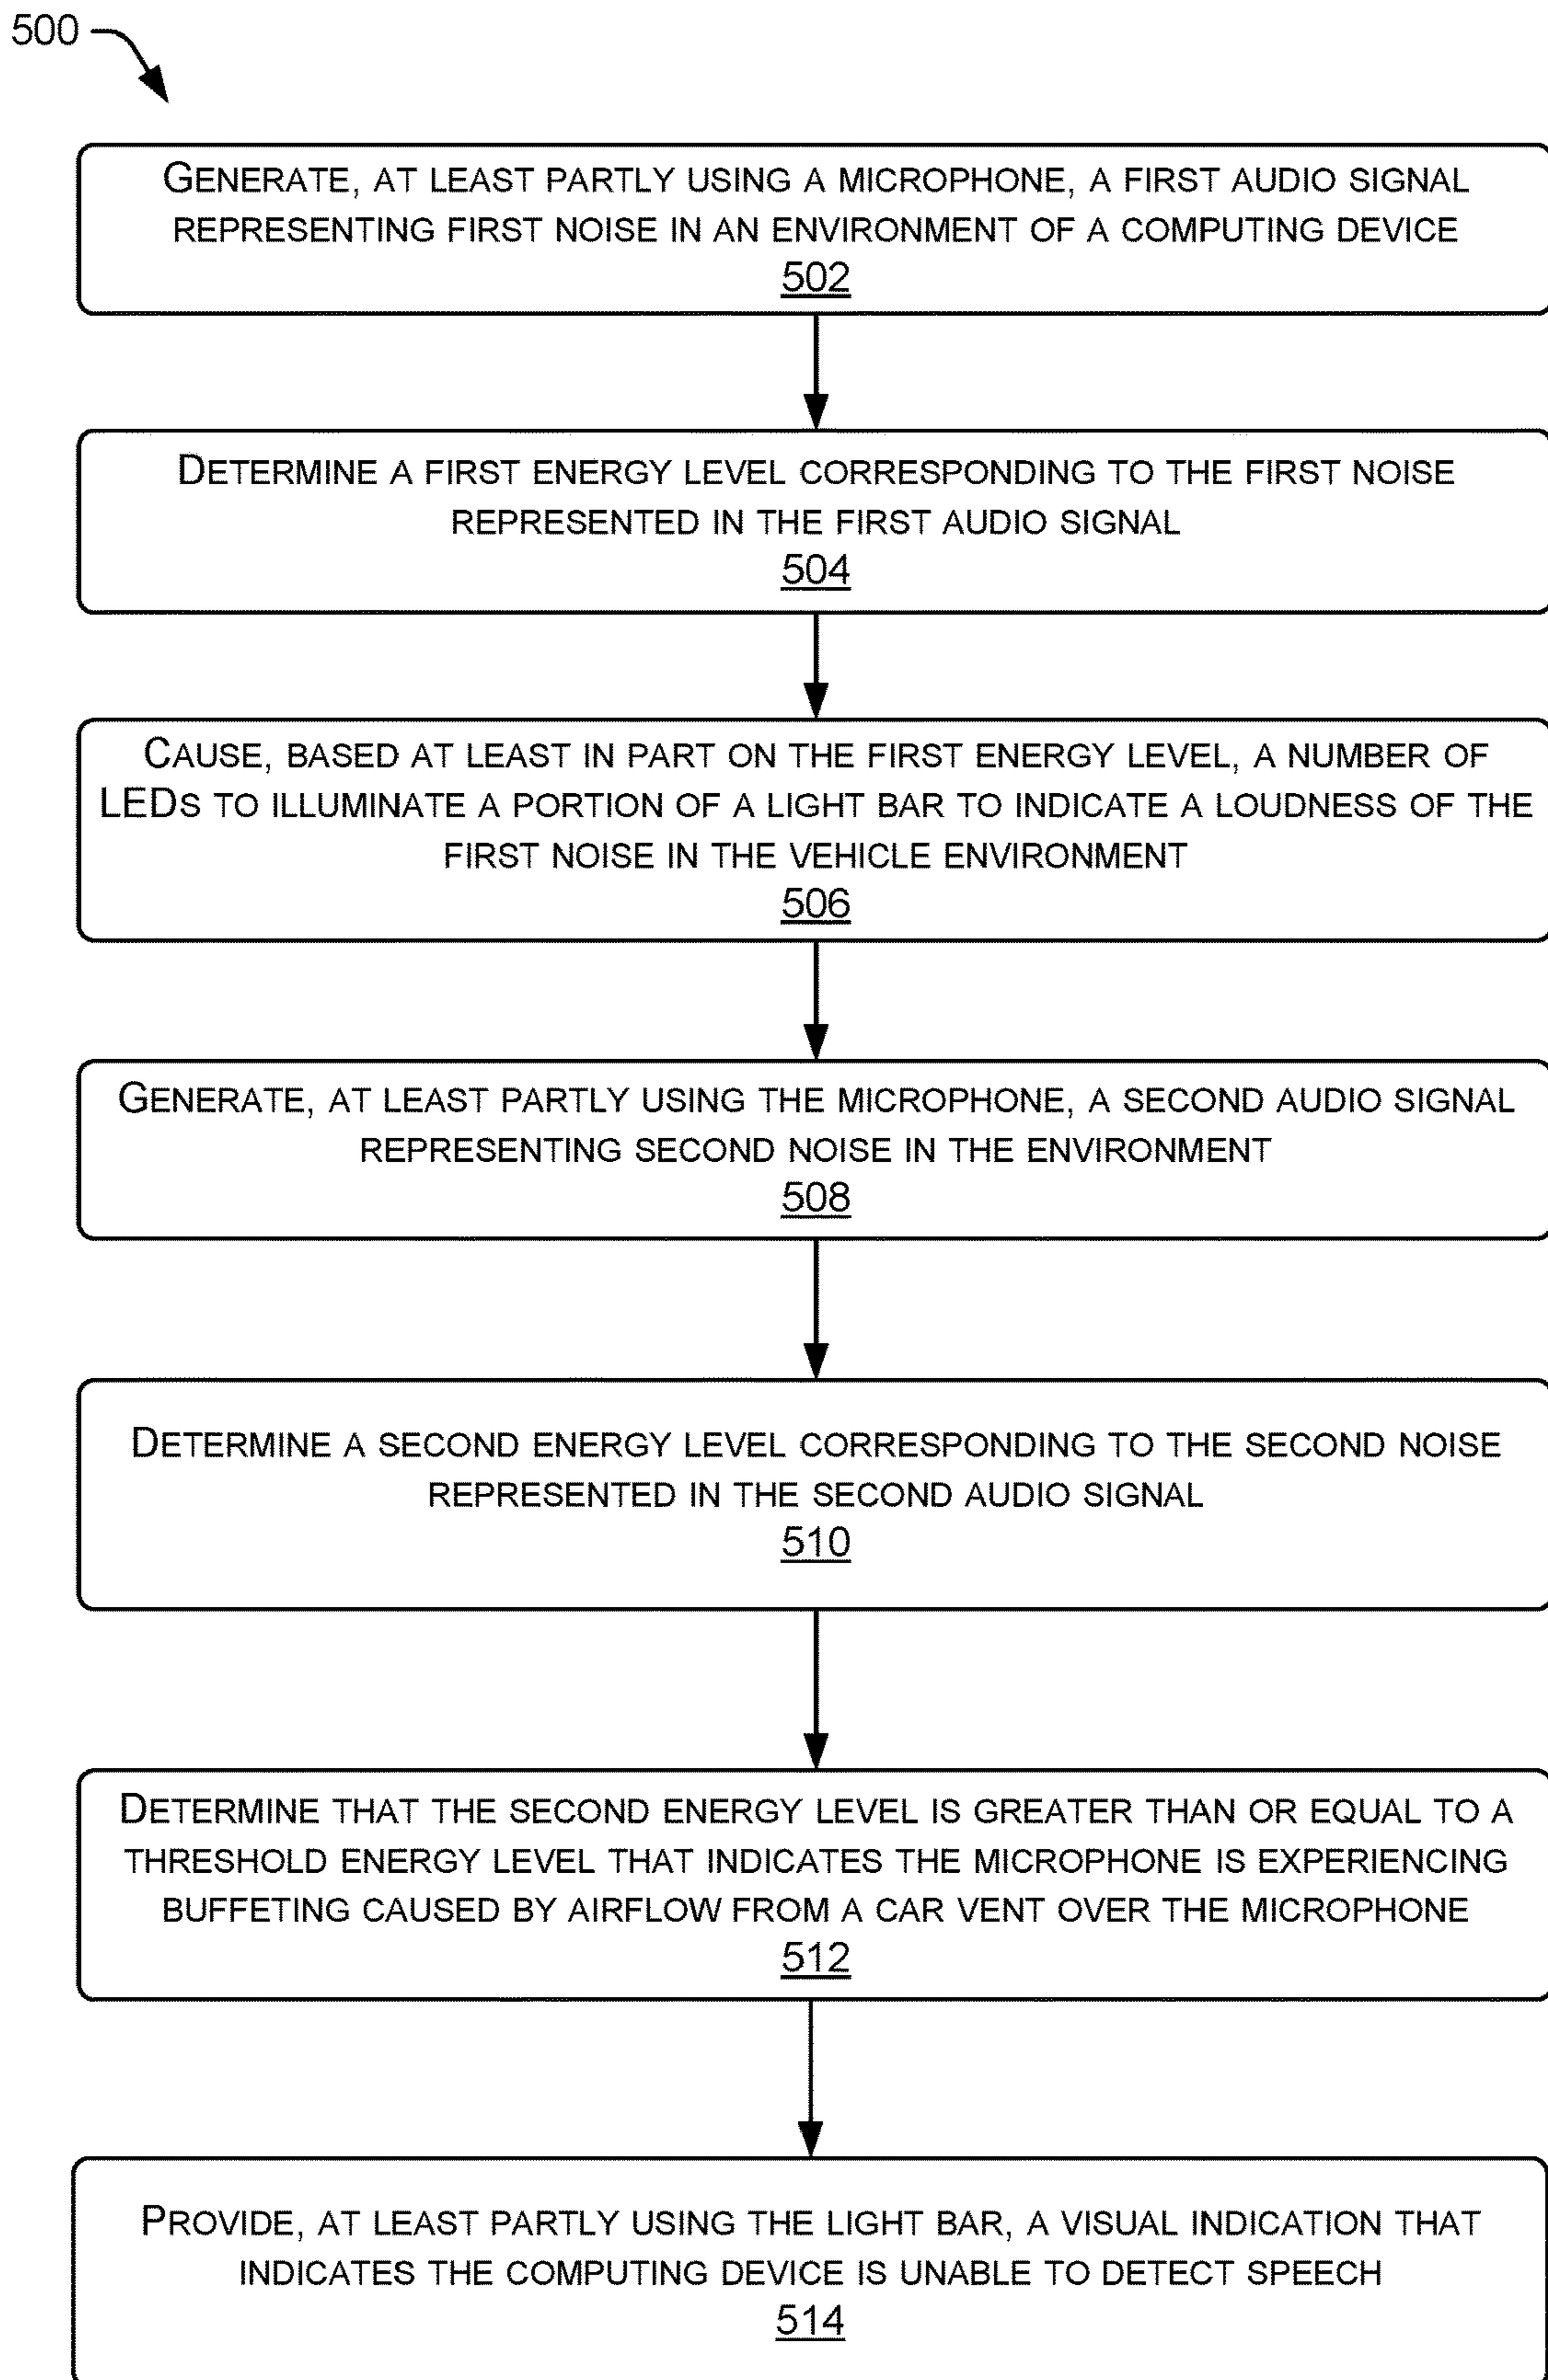 500
GENERATE, AT LEAST PARTLY USING A MICROPHONE, A FIRST AUDIO SIGNAL
REPRESENTING FIRST NOISE IN AN ENVIRONMENT OF A COMPUTING DEVICE
502
DETERMINE A FIRST ENERGY LEVEL CORRESPONDING TO THE FIRST NOISE
REPRESENTED IN THE FIRST AUDIO SIGNAL
504
CAUSE, BASED AT LEAST IN PART ON THE FIRST ENERGY LEVEL, A NUMBER OF
LEDS TO ILLUMINATE A PORTION OF A LIGHT BAR TO INDICATE A LOUDNESS OF THE
FIRST NOISE IN THE VEHICLE ENVIRONMENT
506
GENERATE, AT LEAST PARTLY USING THE MICROPHONE, A SECOND AUDIO SIGNAL
REPRESENTING SECOND NOISE IN THE ENVIRONMENT
508
DETERMINE A SECOND ENERGY LEVEL CORRESPONDING TO THE SECOND NOISE
REPRESENTED IN THE SECOND AUDIO SIGNAL
510
DETERMINE THAT THE SECOND ENERGY LEVEL IS GREATER THAN OR EQUAL TO A
THRESHOLD ENERGY LEVEL THAT INDICATES THE MICROPHONE IS EXPERIENCING
BUFFETING CAUSED BY AIRFLOW FROM A CAR VENT OVER THE MICROPHONE
512
PROVIDE, AT LEAST PARTLY USING THE LIGHT BAR, A VISUAL INDICATION THAT
INDICATES THE COMPUTING DEVICE IS UNABLE TO DETECT SPEECH
514